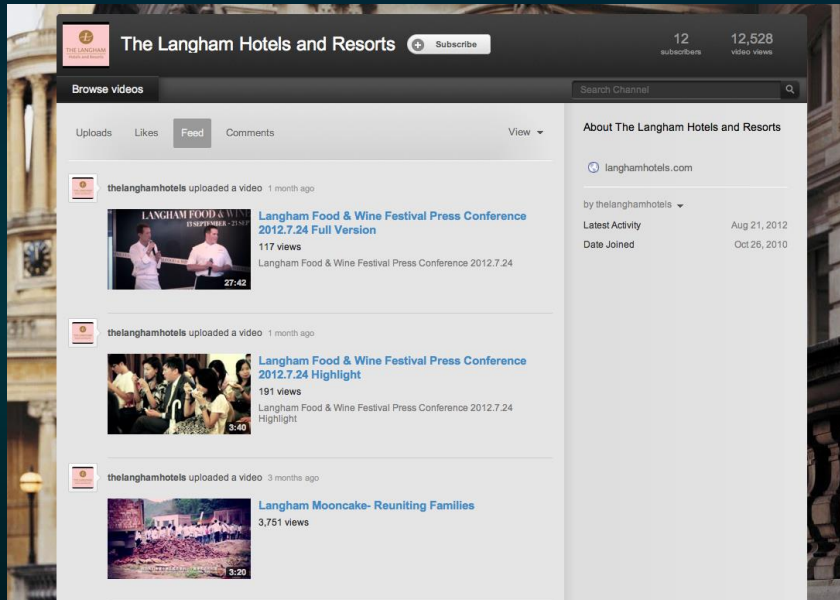 THE LANGHAM
Hotels and Resorts
The Langham Hotels and Resorts
Subscribe
12
subscribers
12,528
video views
Browse videos
Search Channel
Uploads Likes Feed Comments View
thelanghamhotels uploaded a video 1 month ago
LANGHAM FOOD & WINE
27:42
Langham Food & Wine Festival Press Conference
2012.7.24 Full Version
117 views
Langham Food & Wine Festival Press Conference 2012.7.24
thelanghamhotels uploaded a video 1 month ago
3:40
Langham Food & Wine Festival Press Conference
2012.7.24 Highlight
191 views
Langham Food & Wine Festival Press Conference 2012.7.24
Highlight
thelanghamhotels uploaded a video 3 months ago
3:20
Langham Mooncake- Reuniting Families
3,751 views
About The Langham Hotels and Resorts
langhamhotels.com
by thelanghamhotels
Latest Activity Aug 21, 2012
Date Joined Oct 26, 2010